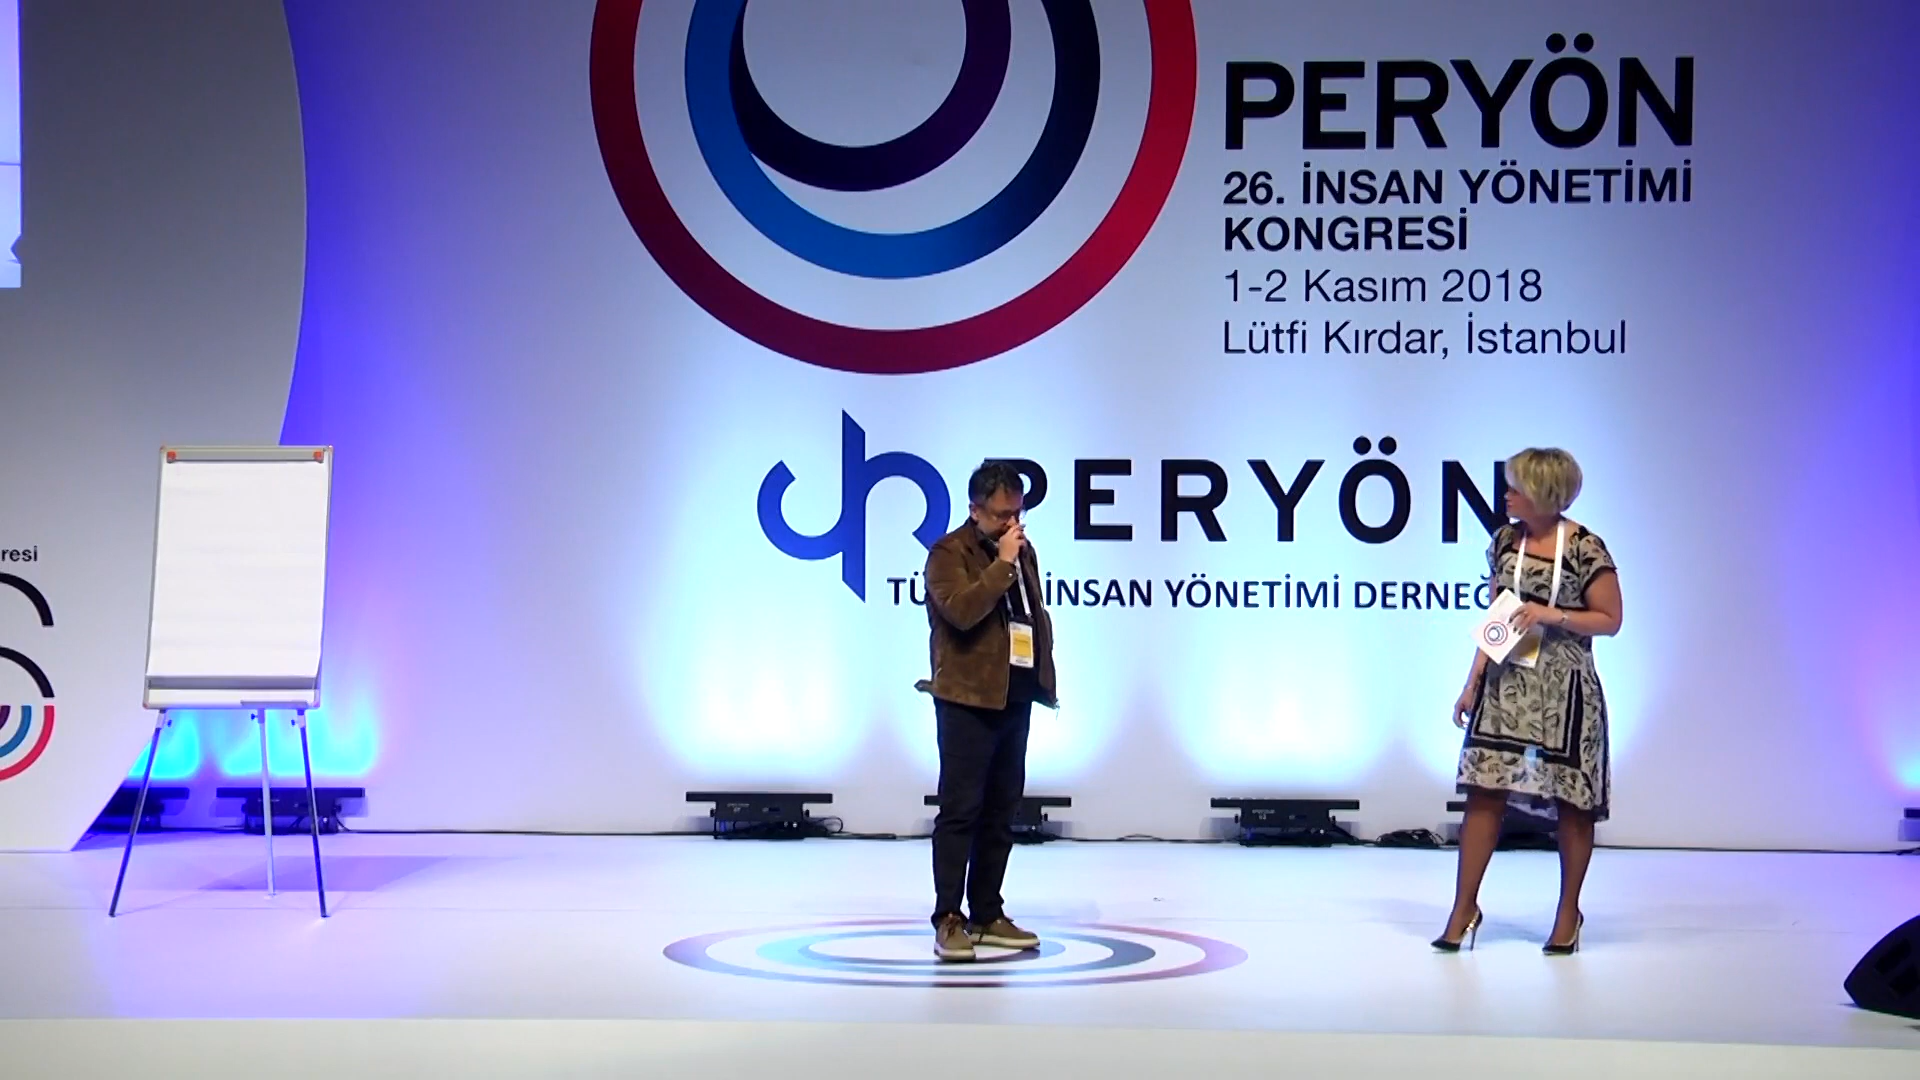 PERYÖN
26. İNSAN YÖNETİMİ
KONGRESİ
1-2 Kasım 2018
Lütfi Kırdar, İstanbul
PERYÖN
İNSAN YÖNETİMİ
resi